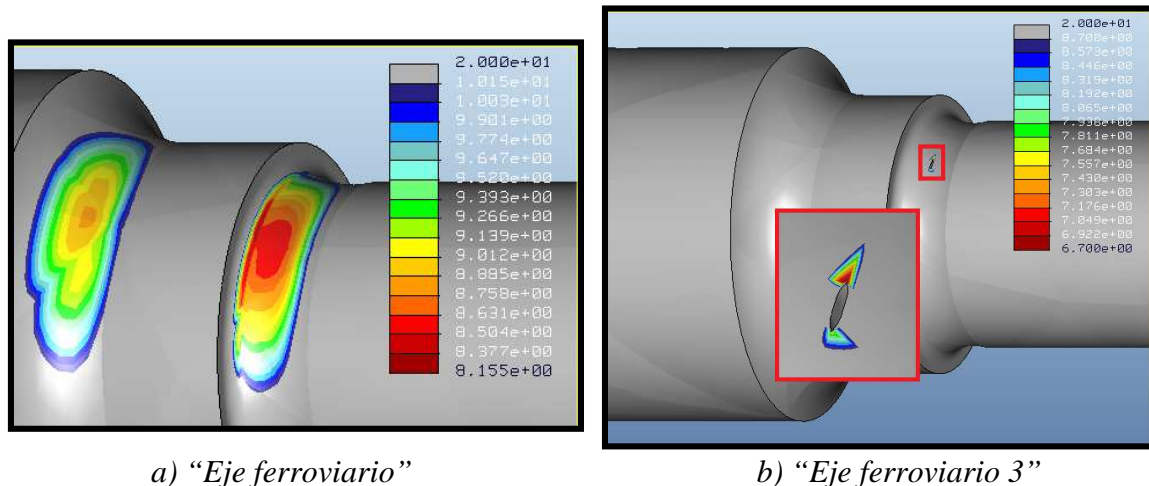 2.000e+01
1.015e+01
1.003e+01
9.901e+00
9.774e+00
9.647e+00
9.520e+00
9.393e+00
9.266e+00
9.139e+00
9.012e+00
8.885e+00
8.758e+00
8.631e+00
8.504e+00
8.377e+00
8.155e+00
2.000e+01
8.700e+00
8.573e+00
8.446e+00
8.319e+00
8.192e+00
8.065e+00
7.938e+00
7.811e+00
7.684e+00
7.557e+00
7.430e+00
7.303e+00
7.176e+00
7.049e+00
6.922e+00
6.700e+00
a) “Eje ferroviario”
b) “Eje ferroviario 3”